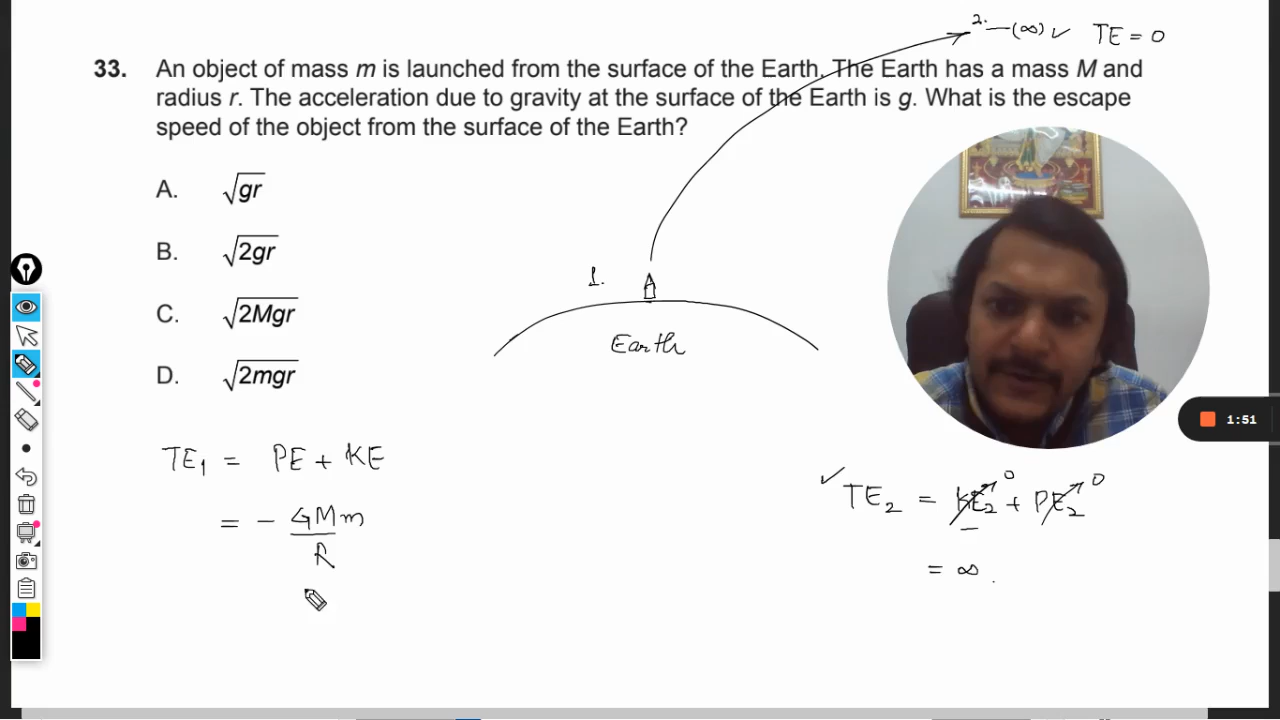 2. —(∞) ✓ TE = 0
33. An object of mass m is launched from the surface of the Earth. The Earth has a mass M and
radius r. The acceleration due to gravity at the surface of the Earth is g. What is the escape
speed of the object from the surface of the Earth?
A. √gr
B. √2gr
C. √2Mgr
D. √2mgr
1.
Earth
1:51
TE₁ = PE + KE
= - GMm
R
✓ TE₂ = KE₂ 0 + PE₂ 0
= ∞ .